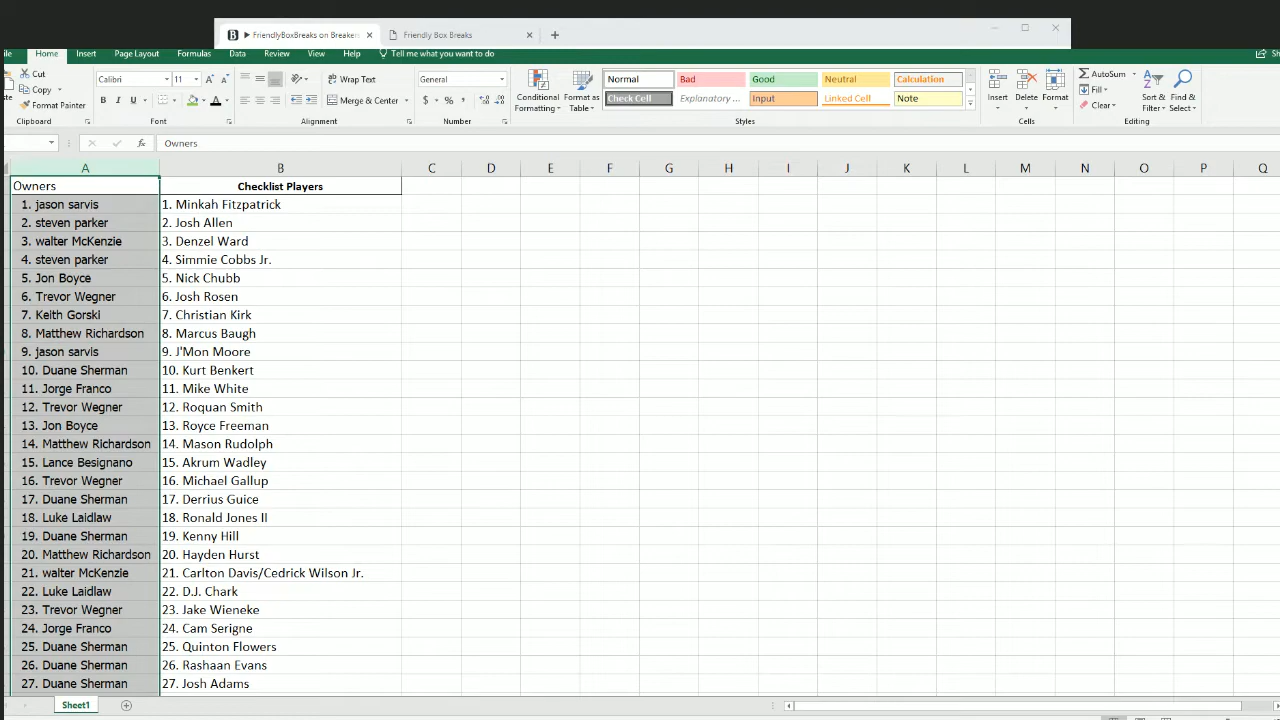 FriendlyBoxBreaks on Breakers
Friendly Box Breaks
Home Insert Page Layout Formulas Data Review View Help Tell me what you want to do
Cut
Copy
Format Painter
Clipboard
Calibri 11
B I U
Font
Wrap Text
Merge & Center
Alignment
General
$ % ,
Number
Conditional Formatting
Format as Table
Normal Bad Good Neutral Calculation
Check Cell Explanatory ... Input Linked Cell Note
Styles
Insert Delete Format
Cells
AutoSum
Fill
Clear
Sort & Filter
Find & Select
Editing
fx Owners
A B C D E F G H I J K L M N O P Q
Owners Checklist Players
1. jason sarvis 1. Minkah Fitzpatrick
2. steven parker 2. Josh Allen
3. walter McKenzie 3. Denzel Ward
4. steven parker 4. Simmie Cobbs Jr.
5. Jon Boyce 5. Nick Chubb
6. Trevor Wegner 6. Josh Rosen
7. Keith Gorski 7. Christian Kirk
8. Matthew Richardson 8. Marcus Baugh
9. jason sarvis 9. J'Mon Moore
10. Duane Sherman 10. Kurt Benkert
11. Jorge Franco 11. Mike White
12. Trevor Wegner 12. Roquan Smith
13. Jon Boyce 13. Royce Freeman
14. Matthew Richardson 14. Mason Rudolph
15. Lance Besignano 15. Akrum Wadley
16. Trevor Wegner 16. Michael Gallup
17. Duane Sherman 17. Derrius Guice
18. Luke Laidlaw 18. Ronald Jones II
19. Duane Sherman 19. Kenny Hill
20. Matthew Richardson 20. Hayden Hurst
21. walter McKenzie 21. Carlton Davis/Cedrick Wilson Jr.
22. Luke Laidlaw 22. D.J. Chark
23. Trevor Wegner 23. Jake Wieneke
24. Jorge Franco 24. Cam Serigne
25. Duane Sherman 25. Quinton Flowers
26. Duane Sherman 26. Rashaan Evans
27. Duane Sherman 27. Josh Adams
Sheet1